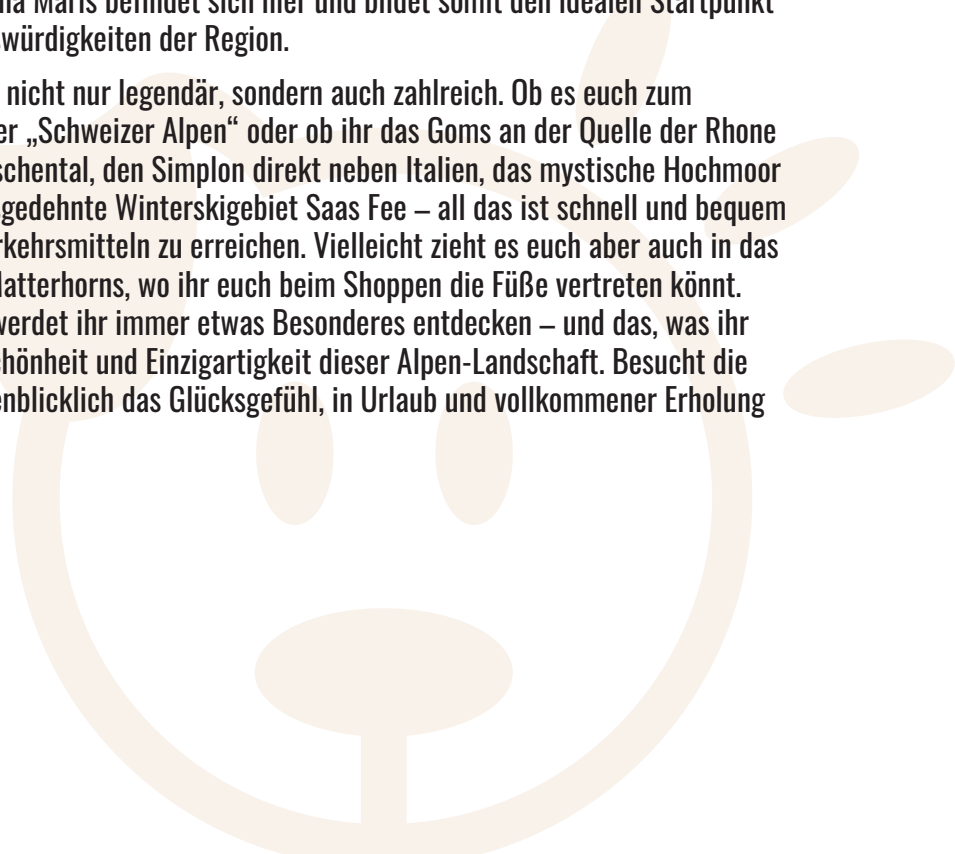 na Maris befindet sich hier und bildet somit den idealen Startpunkt
würdigkeiten der Region.
nicht nur legendär, sondern auch zahlreich. Ob es euch zum
er „Schweizer Alpen“ oder ob ihr das Goms an der Quelle der Rhone
schental, den Simplon direkt neben Italien, das mystische Hochmoor
gedehnte Winterskigebiet Saas Fee – all das ist schnell und bequem
rkehrsmitteln zu erreichen. Vielleicht zieht es euch aber auch in das
atterhorns, wo ihr euch beim Shoppen die Füße vertreten könnt.
werdet ihr immer etwas Besonderes entdecken – und das, was ihr
chönheit und Einzigartigkeit dieser Alpen-Landschaft. Besucht die
enblicklich das Glücksgefühl, in Urlaub und vollkommener Erholung